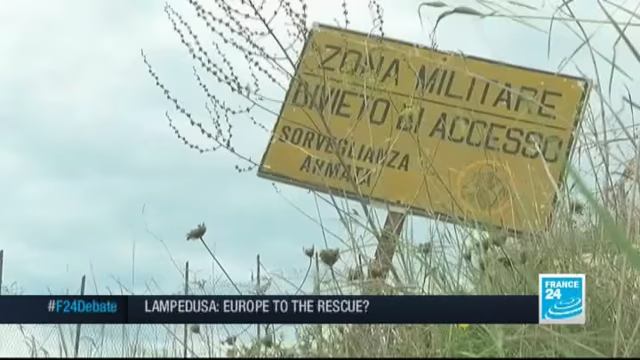 ZONA MILITARE
DIVIETO di ACCESSO
SORVEGLIANZA
ARMATA
#F24Debate
LAMPEDUSA: EUROPE TO THE RESCUE?
FRANCE
24